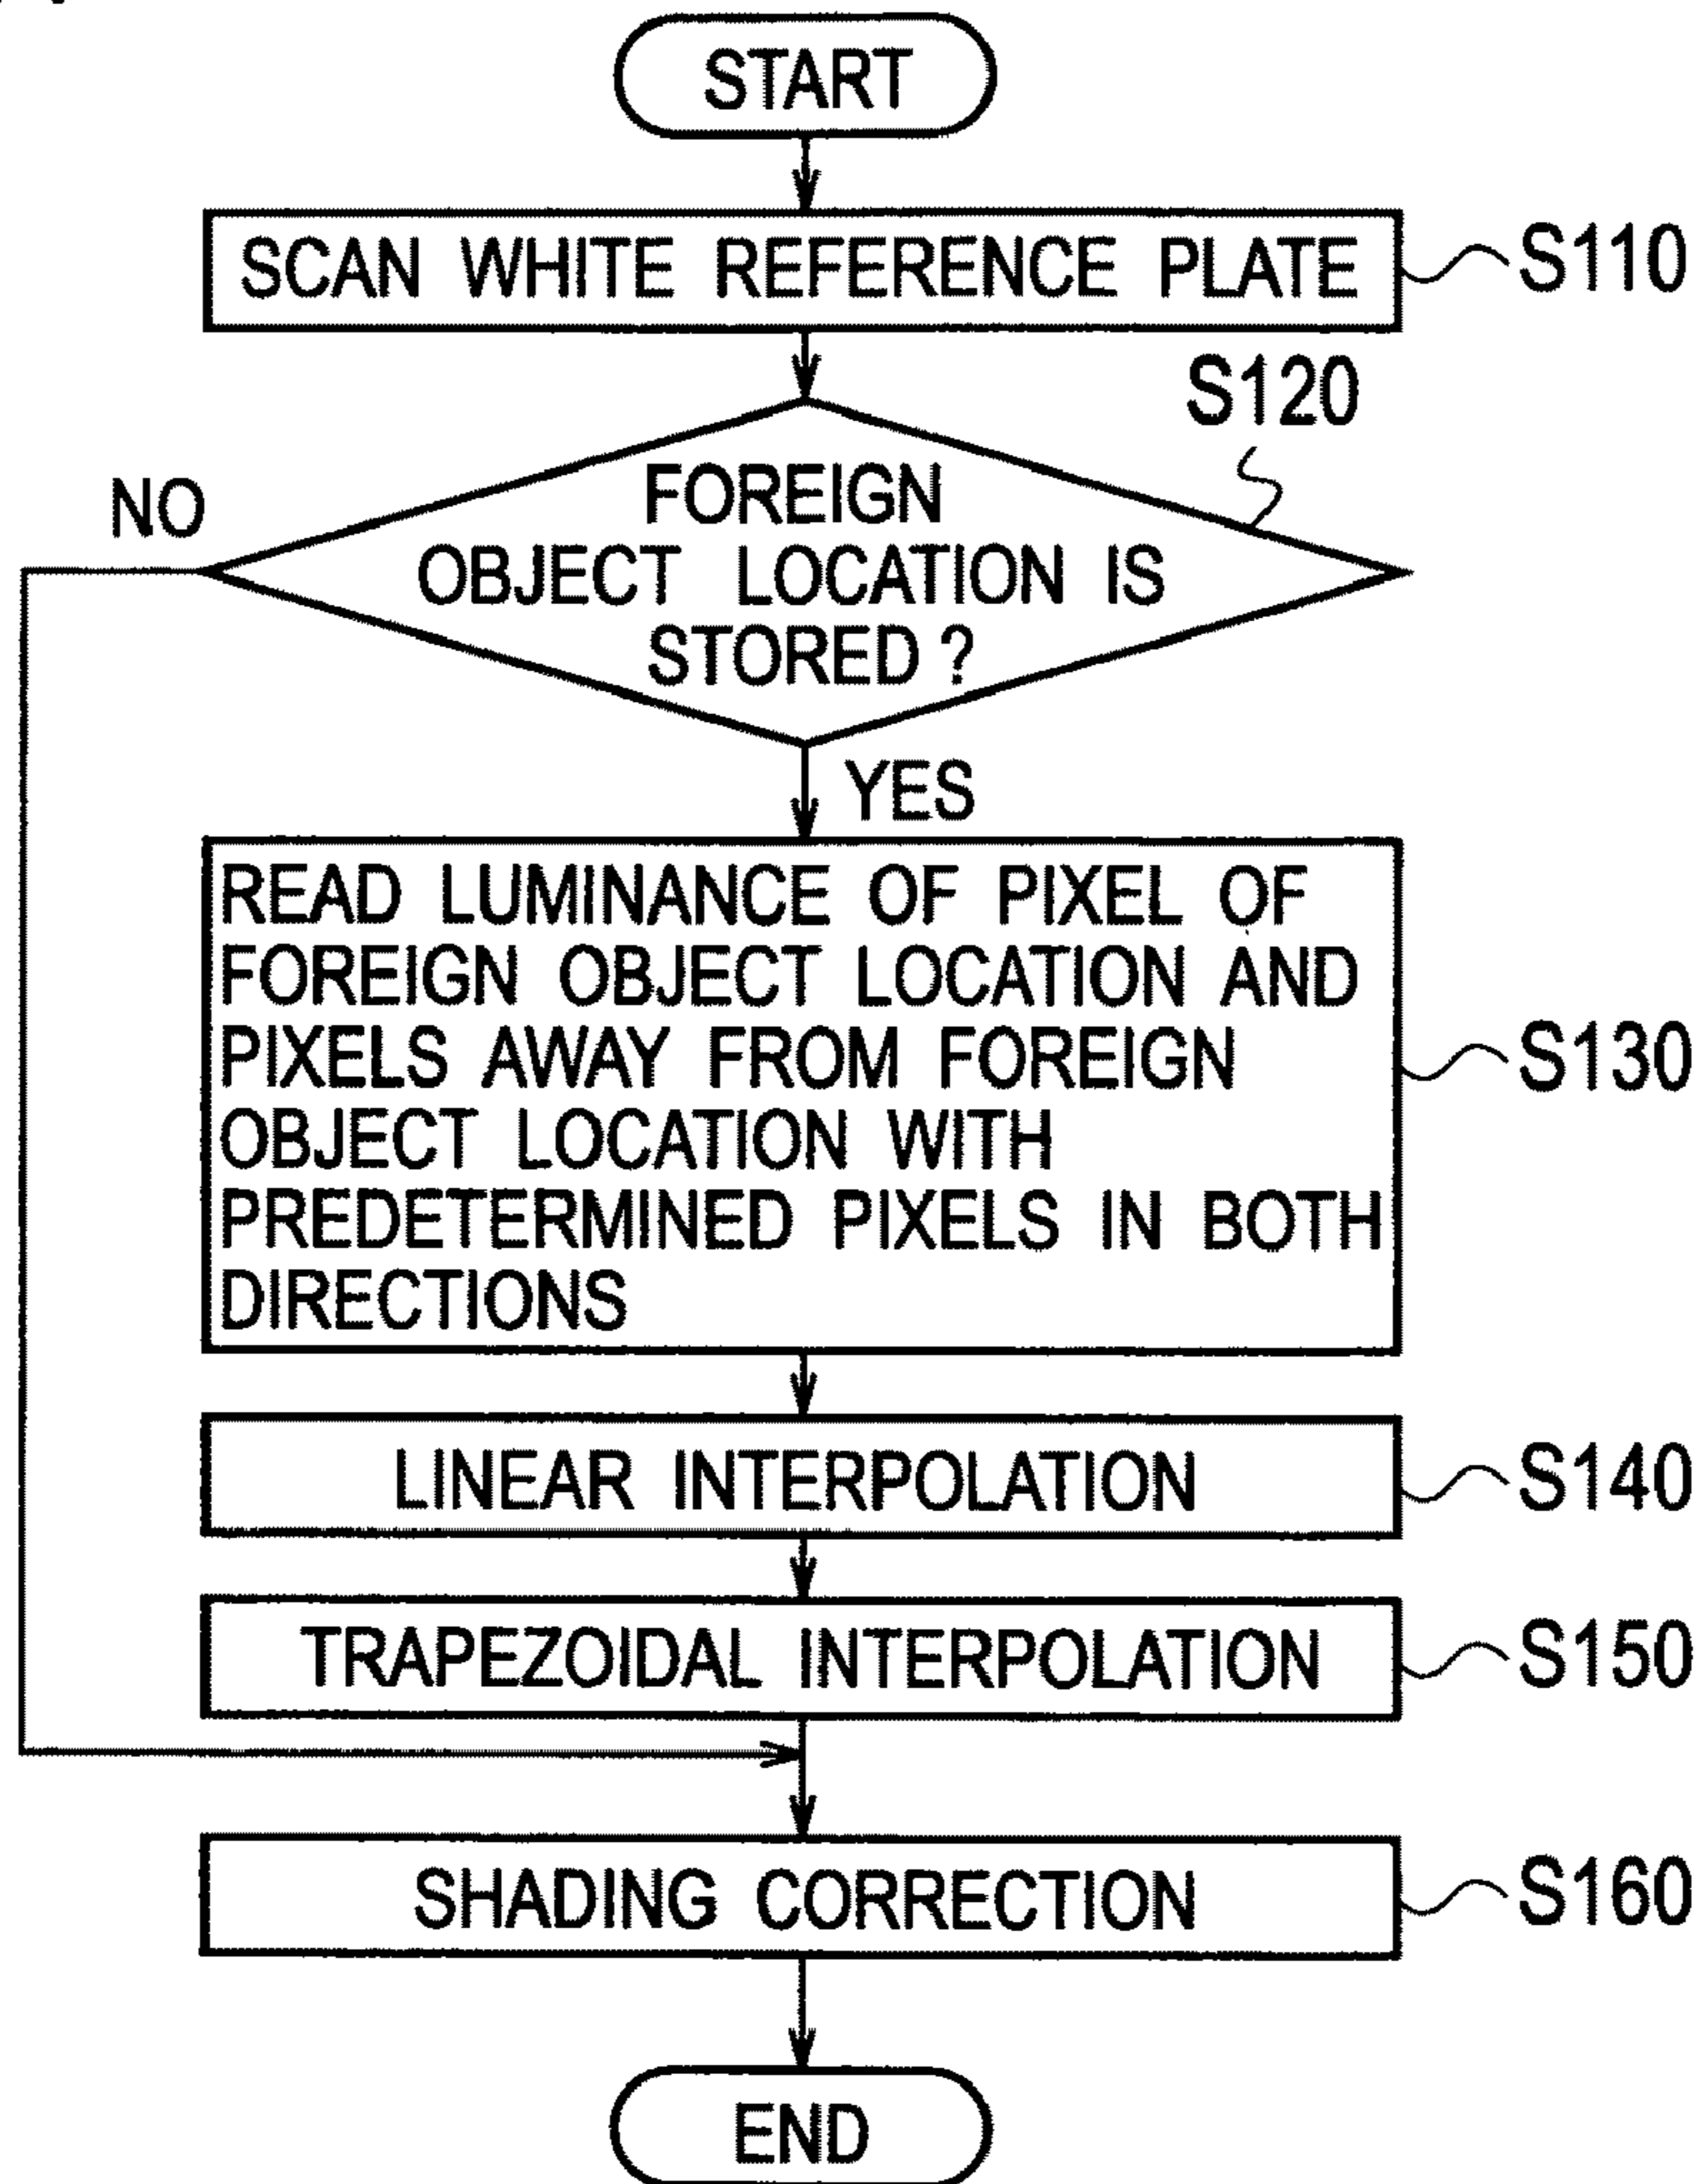 START
SCAN WHITE REFERENCE PLATE
S110
S120
NO
FOREIGN
OBJECT LOCATION IS
STORED ?
YES
READ LUMINANCE OF PIXEL OF
FOREIGN OBJECT LOCATION AND
PIXELS AWAY FROM FOREIGN
OBJECT LOCATION WITH
PREDETERMINED PIXELS IN BOTH
DIRECTIONS
S130
LINEAR INTERPOLATION
S140
TRAPEZOIDAL INTERPOLATION
S150
SHADING CORRECTION
S160
END